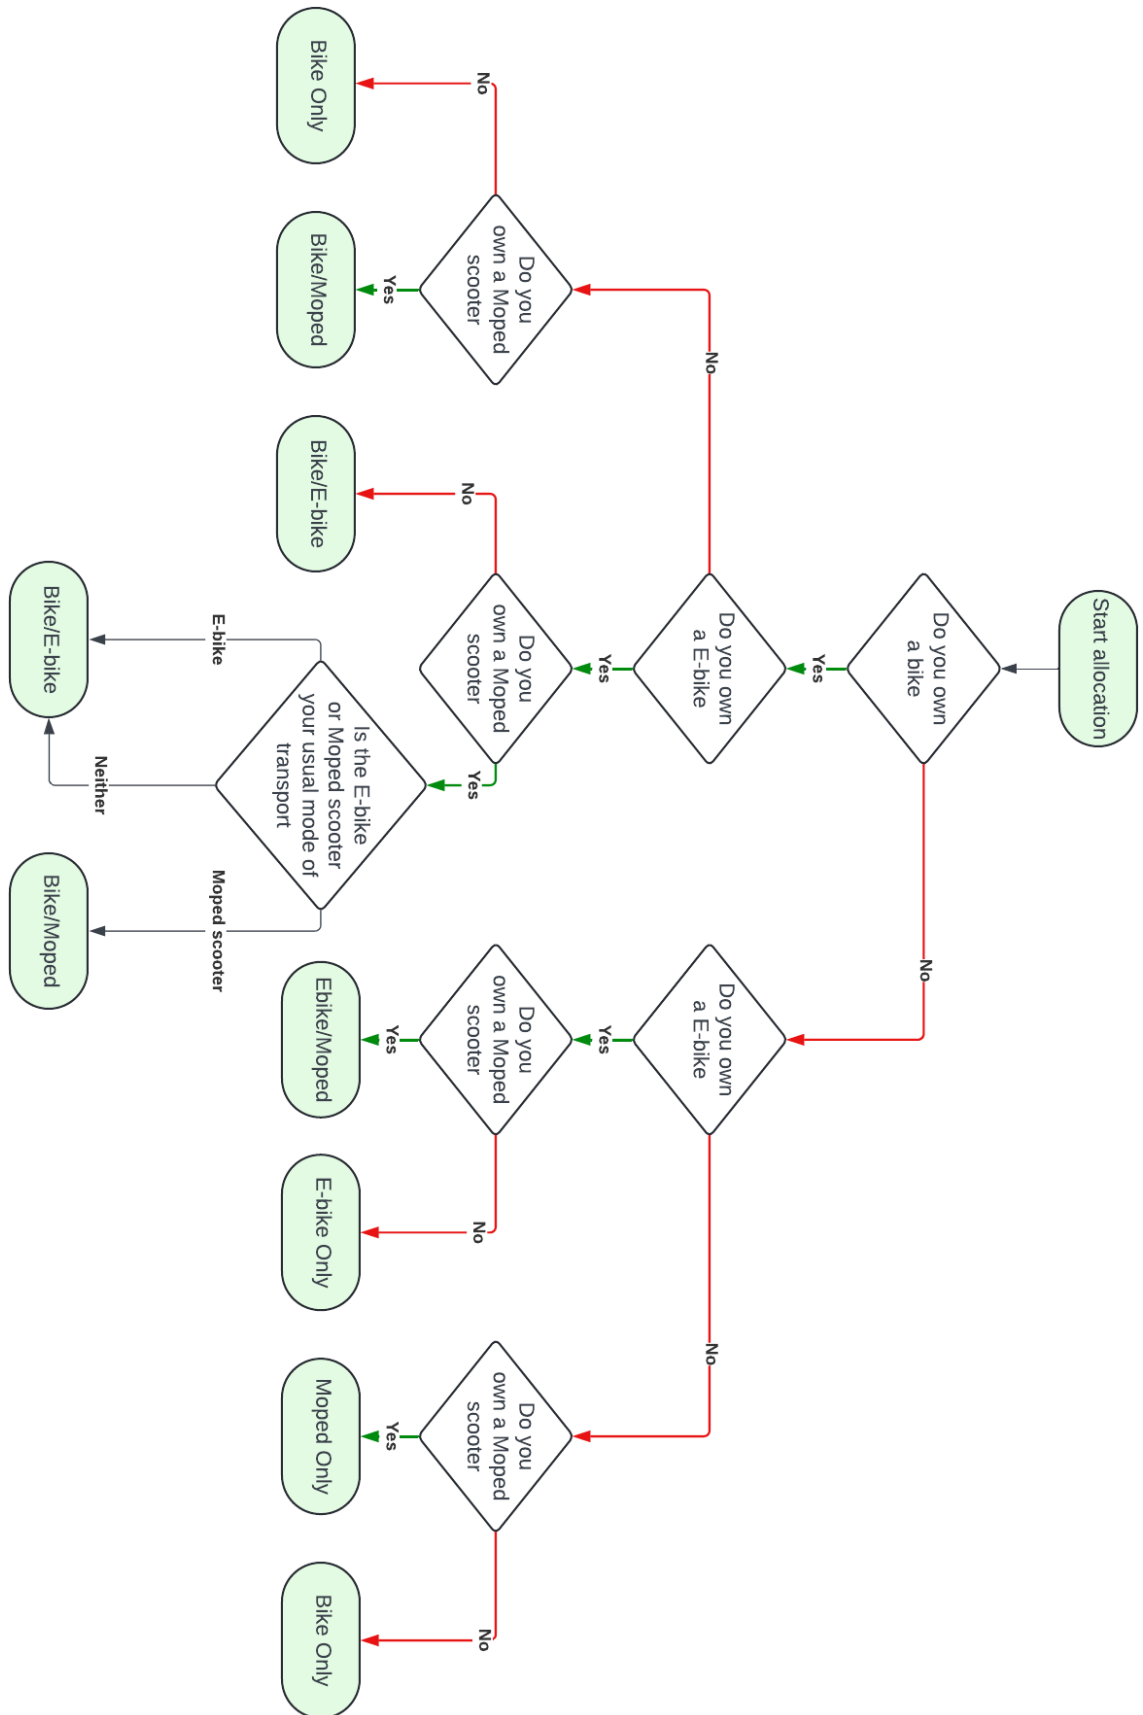 Start allocation
Do you own
a bike
Yes
No
Do you own
a E-bike
No
Yes
Do you own
a E-bike
Yes
No
Do you
own a Moped
scooter
No
Yes
Do you
own a Moped
scooter
No
Yes
Do you
own a Moped
scooter
Yes
No
Do you
own a Moped
scooter
Yes
No
Bike Only
Bike/Moped
Bike/E-bike
Is the E-bike
or Moped scooter
your usual mode of
transport
Ebike/Moped
E-bike Only
Moped Only
Bike Only
E-bike
Neither
Moped scooter
Bike/E-bike
Bike/Moped